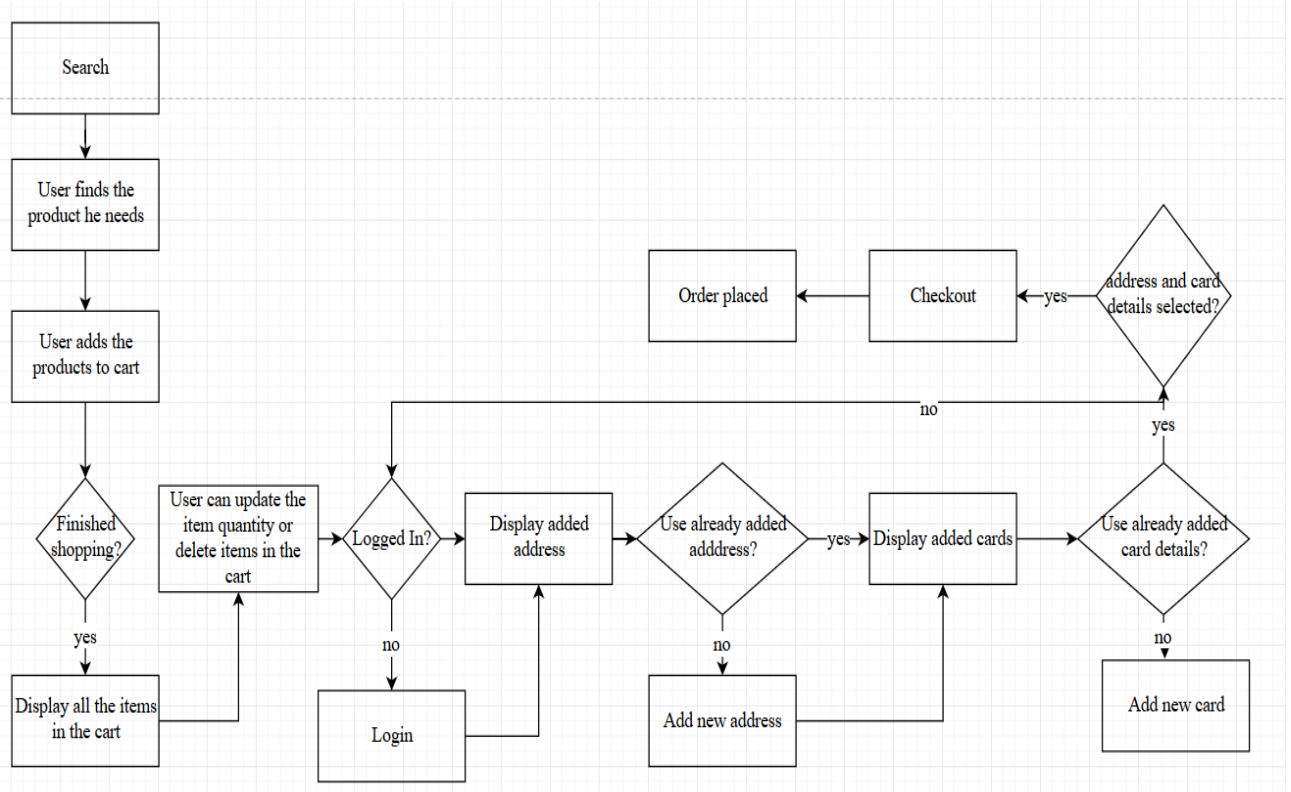 Search
User finds the
product he needs
User adds the
products to cart
Finished
shopping?
yes
Display all the items
in the cart
User can update the
item quantity or
delete items in the
cart
Logged In?
no
Login
Display added
address
Use already added
adddress?
no
Add new address
yes
Display added cards
Use already added
card details?
no
Add new card
yes
address and card
details selected?
no
yes
Checkout
Order placed